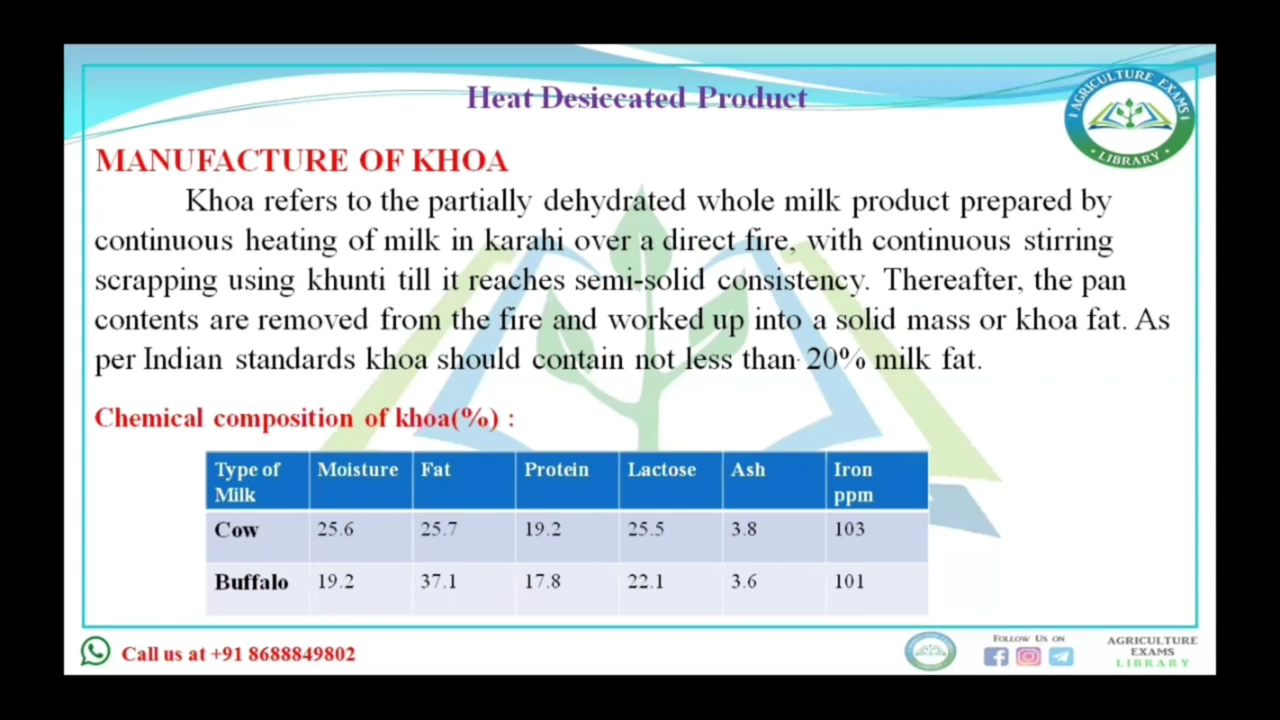 Heat Desiccated Product
AGRICULTURE EXAMS
LIBRARY
MANUFACTURE OF KHOA
Khoa refers to the partially dehydrated whole milk product prepared by
continuous heating of milk in karahi over a direct fire, with continuous stirring
scrapping using khunti till it reaches semi-solid consistency. Thereafter, the pan
contents are removed from the fire and worked up into a solid mass or khoa fat. As
per Indian standards khoa should contain not less than 20% milk fat.
Chemical composition of khoa(%) :
Type of Milk Moisture Fat Protein Lactose Ash Iron ppm
Cow 25.6 25.7 19.2 25.5 3.8 103
Buffalo 19.2 37.1 17.8 22.1 3.6 101
Call us at +91 8688849802
Follow Us on
AGRICULTURE
EXAMS
LIBRARY